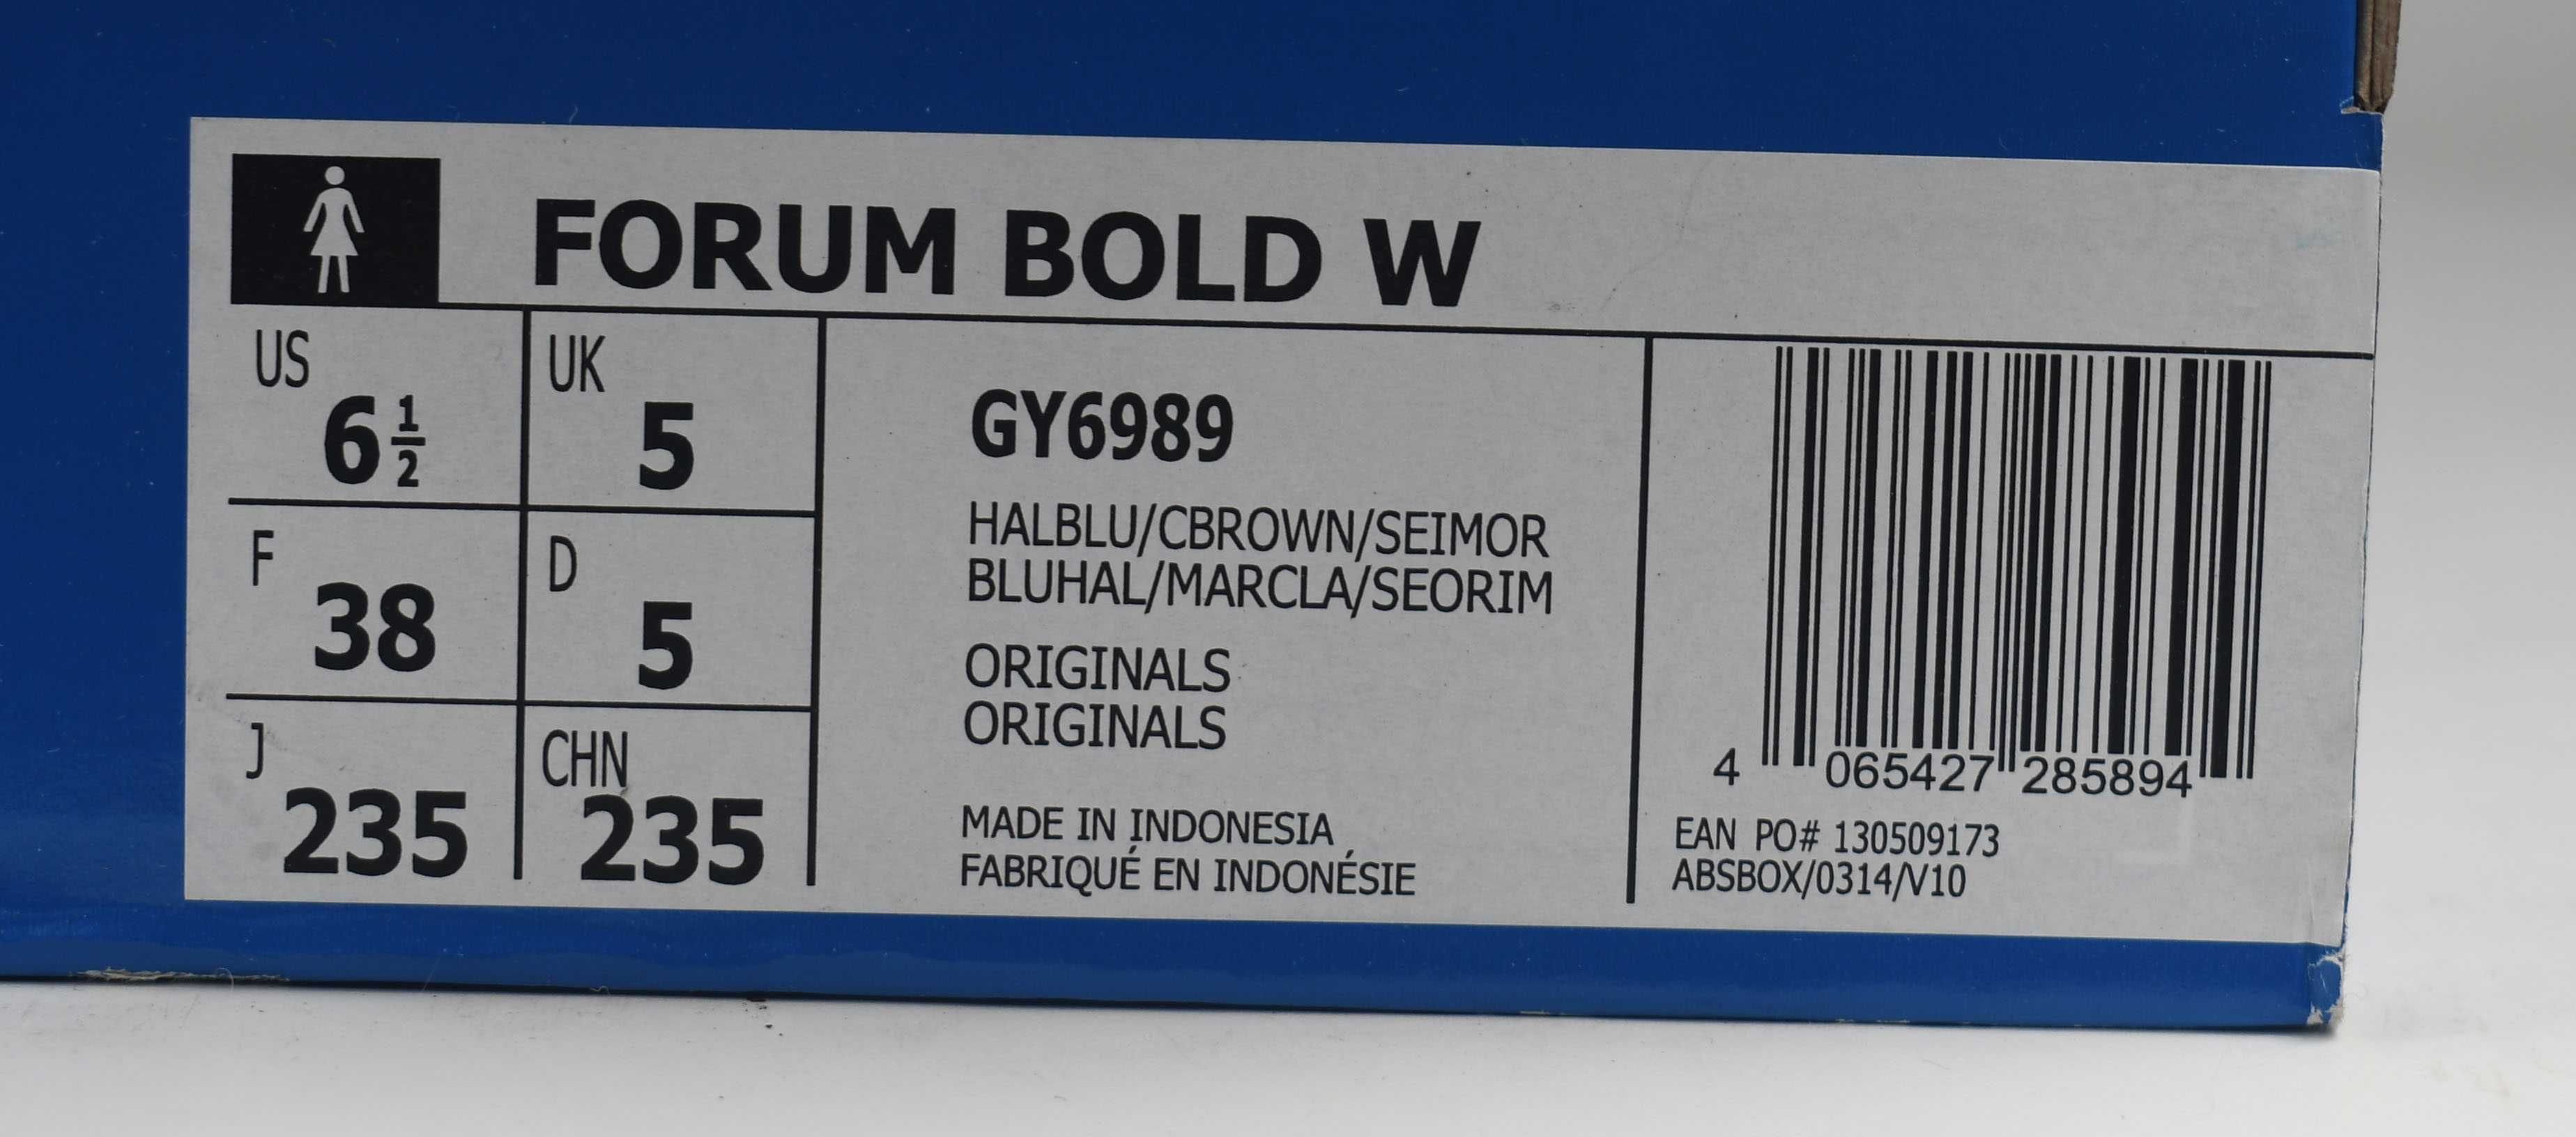 FORUM BOLD W
US 6 1/2
UK 5
F 38
D 5
J 235
CHN 235
GY6989
HALBLU/CBROWN/SEIMOR
BLUHAL/MARCLA/SEORIM
ORIGINALS
ORIGINALS
MADE IN INDONESIA
FABRIQUÉ EN INDONÉSIE
4 065427 285894
EAN PO# 130509173
ABSBOX/0314/V10